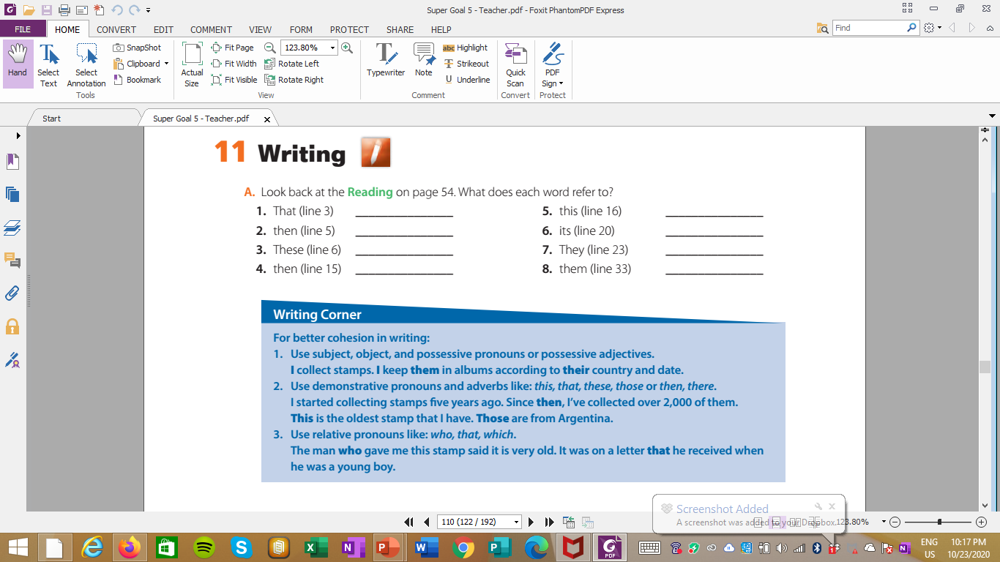 Super Goal 5 - Teacher.pdf - Foxit PhantomPDF Express
FILE HOME CONVERT EDIT COMMENT VIEW FORM PROTECT SHARE HELP Find
Hand
Select Text
Select Annotation
SnapShot
Clipboard
Bookmark
Tools
Actual Size
Fit Page
Fit Width
Fit Visible
123.80%
Rotate Left
Rotate Right
View
Typewriter
Note
abc Highlight
T Strikeout
U Underline
Comment
Quick Scan
Convert
PDF Sign
Protect
Start
Super Goal 5 - Teacher.pdf x
11 Writing
A. Look back at the Reading on page 54. What does each word refer to?
1. That (line 3) _______________
2. then (line 5) _______________
3. These (line 6) _______________
4. then (line 15) _______________
5. this (line 16) _______________
6. its (line 20) _______________
7. They (line 23) _______________
8. them (line 33) _______________
Writing Corner
For better cohesion in writing:
1. Use subject, object, and possessive pronouns or possessive adjectives.
I collect stamps. I keep them in albums according to their country and date.
2. Use demonstrative pronouns and adverbs like: this, that, these, those or then, there.
I started collecting stamps five years ago. Since then, I've collected over 2,000 of them.
This is the oldest stamp that I have. Those are from Argentina.
3. Use relative pronouns like: who, that, which.
The man who gave me this stamp said it is very old. It was on a letter that he received when
he was a young boy.
Screenshot Added
A screenshot was added to your Dropbox.
110 (122 / 192)
123.80%
ENG
US
10:17 PM
10/23/2020